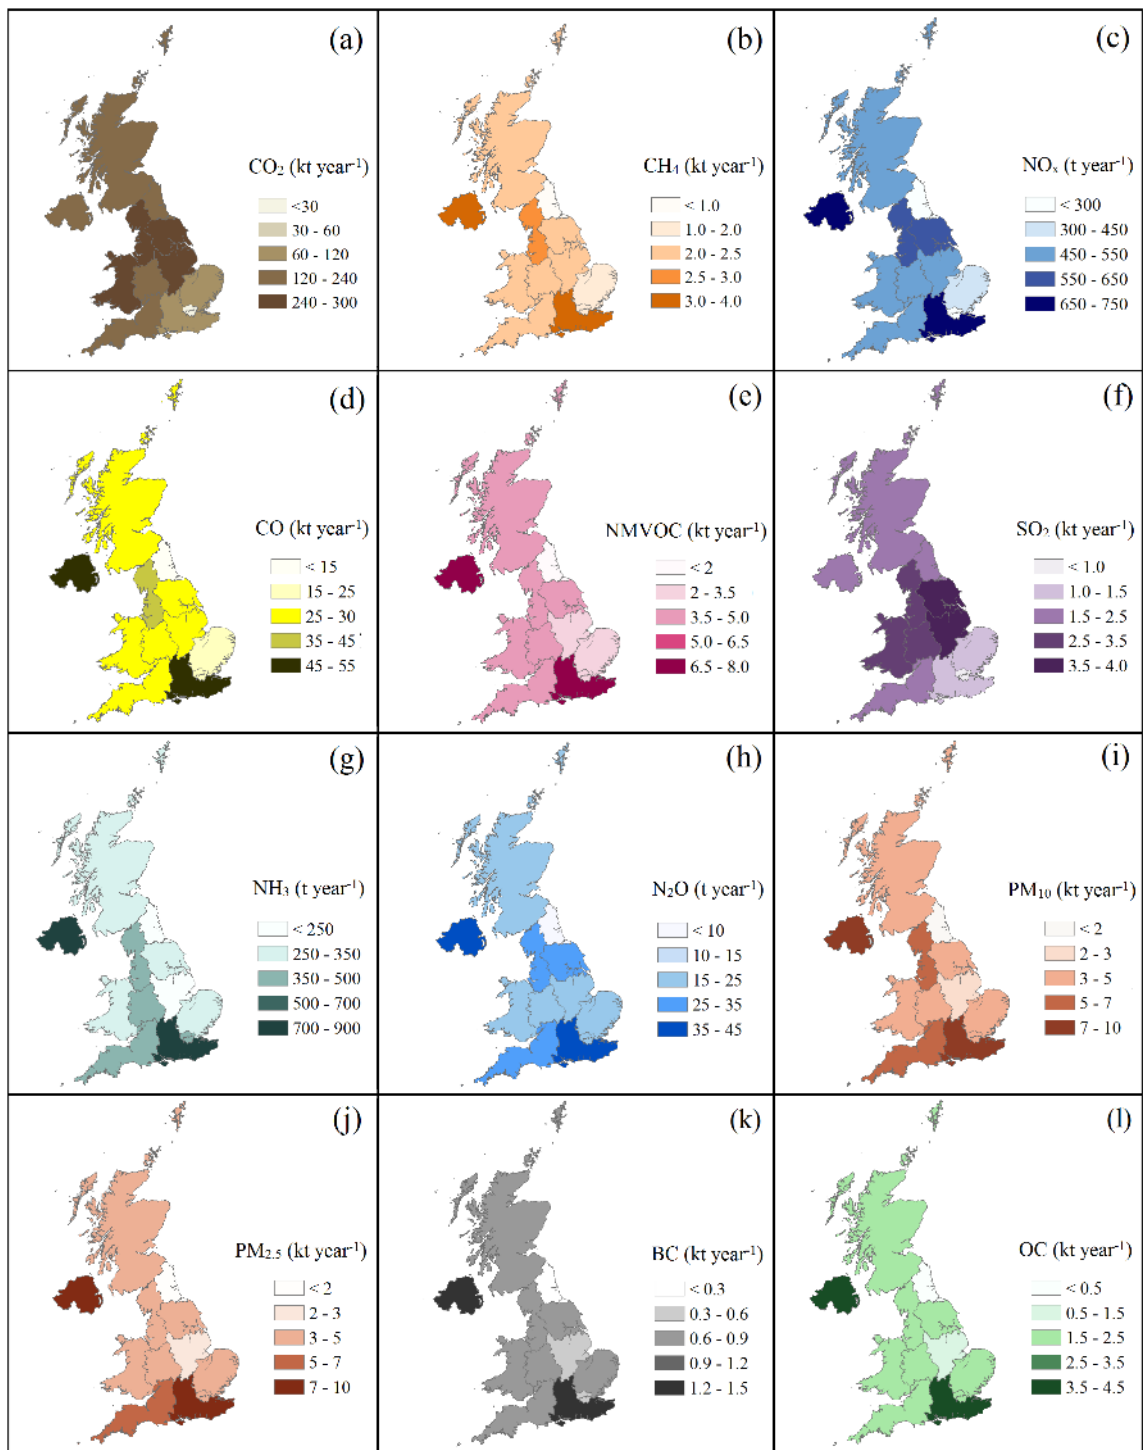 (a)
CO₂ (kt year⁻¹)
<30
30 - 60
60 - 120
120 - 240
240 - 300
(b)
CH₄ (kt year⁻¹)
< 1.0
1.0 - 2.0
2.0 - 2.5
2.5 - 3.0
3.0 - 4.0
(c)
NOₓ (t year⁻¹)
< 300
300 - 450
450 - 550
550 - 650
650 - 750
(d)
CO (kt year⁻¹)
< 15
15 - 25
25 - 30
35 - 45
45 - 55
(e)
NMVOC (kt year⁻¹)
< 2
2 - 3.5
3.5 - 5.0
5.0 - 6.5
6.5 - 8.0
(f)
SO₂ (kt year⁻¹)
< 1.0
1.0 - 1.5
1.5 - 2.5
2.5 - 3.5
3.5 - 4.0
(g)
NH₃ (t year⁻¹)
< 250
250 - 350
350 - 500
500 - 700
700 - 900
(h)
N₂O (t year⁻¹)
< 10
10 - 15
15 - 25
25 - 35
35 - 45
(i)
PM₁₀ (kt year⁻¹)
< 2
2 - 3
3 - 5
5 - 7
7 - 10
(j)
PM₂.₅ (kt year⁻¹)
< 2
2 - 3
3 - 5
5 - 7
7 - 10
(k)
BC (kt year⁻¹)
< 0.3
0.3 - 0.6
0.6 - 0.9
0.9 - 1.2
1.2 - 1.5
(l)
OC (kt year⁻¹)
< 0.5
0.5 - 1.5
1.5 - 2.5
2.5 - 3.5
3.5 - 4.5